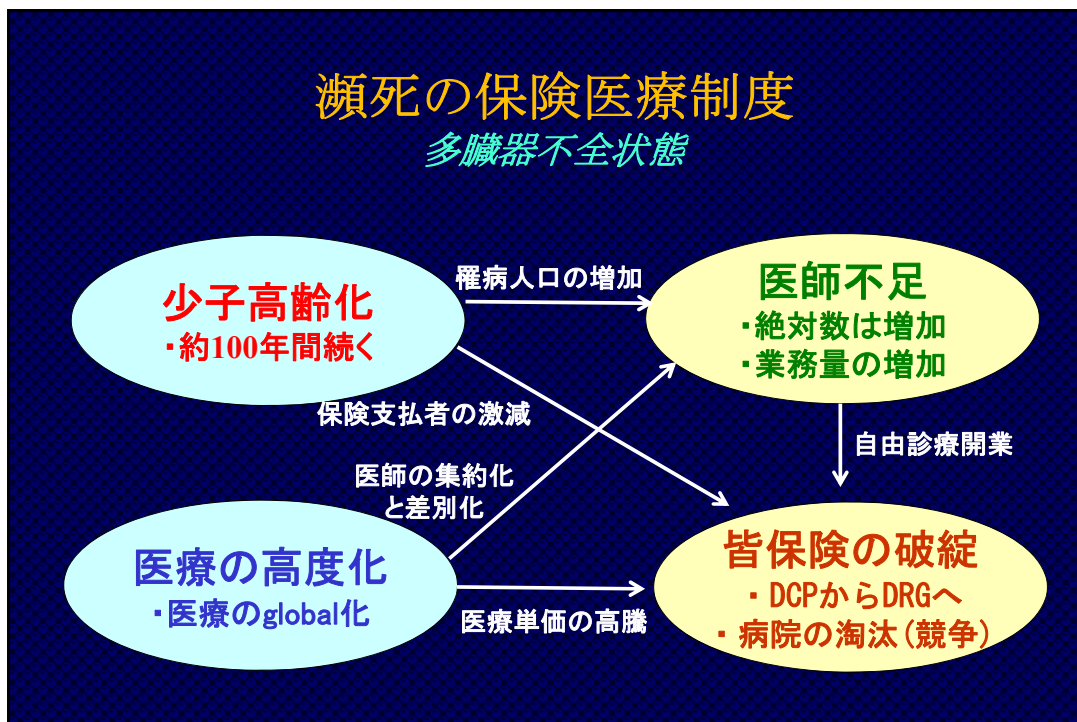 瀕死の保険医療制度
多臓器不全状態
少子高齢化
・約100年間続く
罹病人口の増加
医師不足
・絶対数は増加
・業務量の増加
保険支払者の激減
自由診療開業
医師の集約化
と差別化
医療の高度化
・医療のglobal化
医療単価の高騰
皆保険の破綻
・DCPからDRGへ
・病院の淘汰(競争)